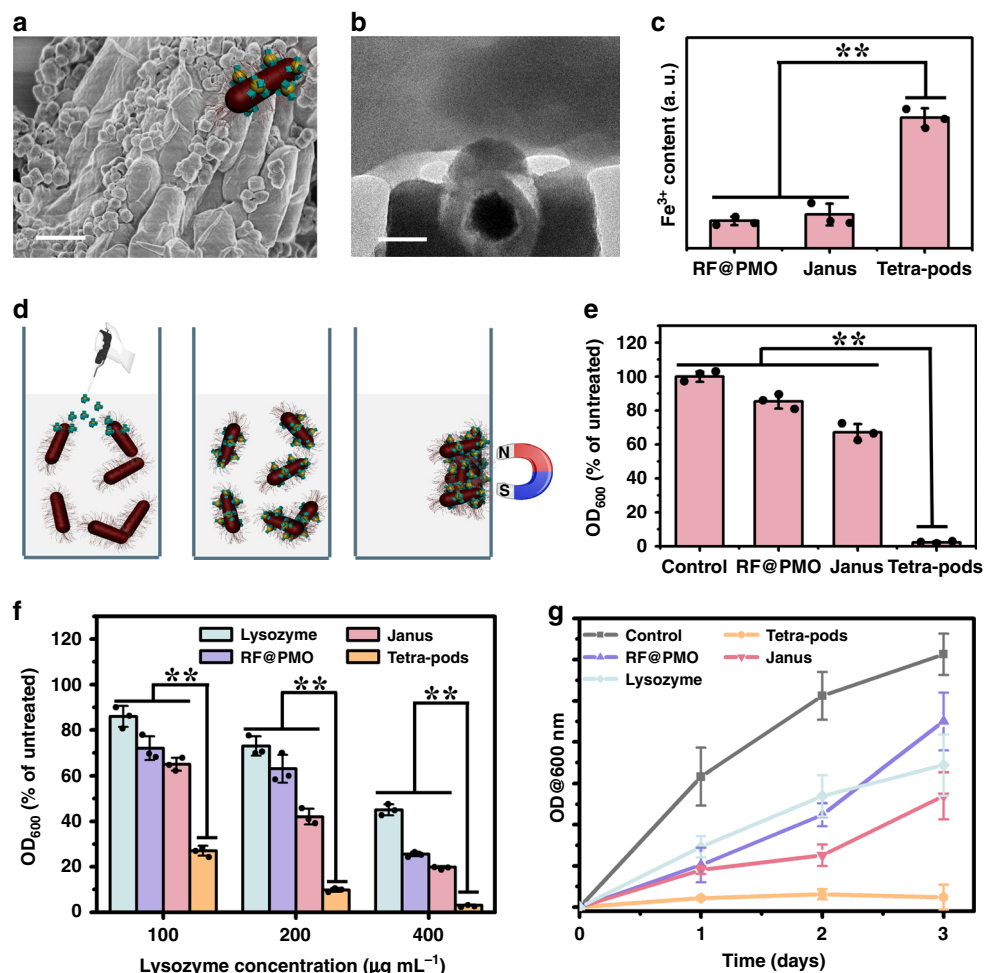 a
b
c
Fe³⁺ content (a. u.)
**
RF@PMO Janus Tetra-pods
d
N
S
e
OD₆₀₀ (% of untreated)
120
100
80
60
40
20
0
**
Control RF@PMO Janus Tetra-pods
f
OD₆₀₀ (% of untreated)
120
100
80
60
40
20
0
Lysozyme Janus
RF@PMO Tetra-pods
** ** **
100 200 400
Lysozyme concentration (µg mL⁻¹)
g
OD@600 nm
Control Tetra-pods
RF@PMO Janus
Lysozyme
0 1 2 3
Time (days)